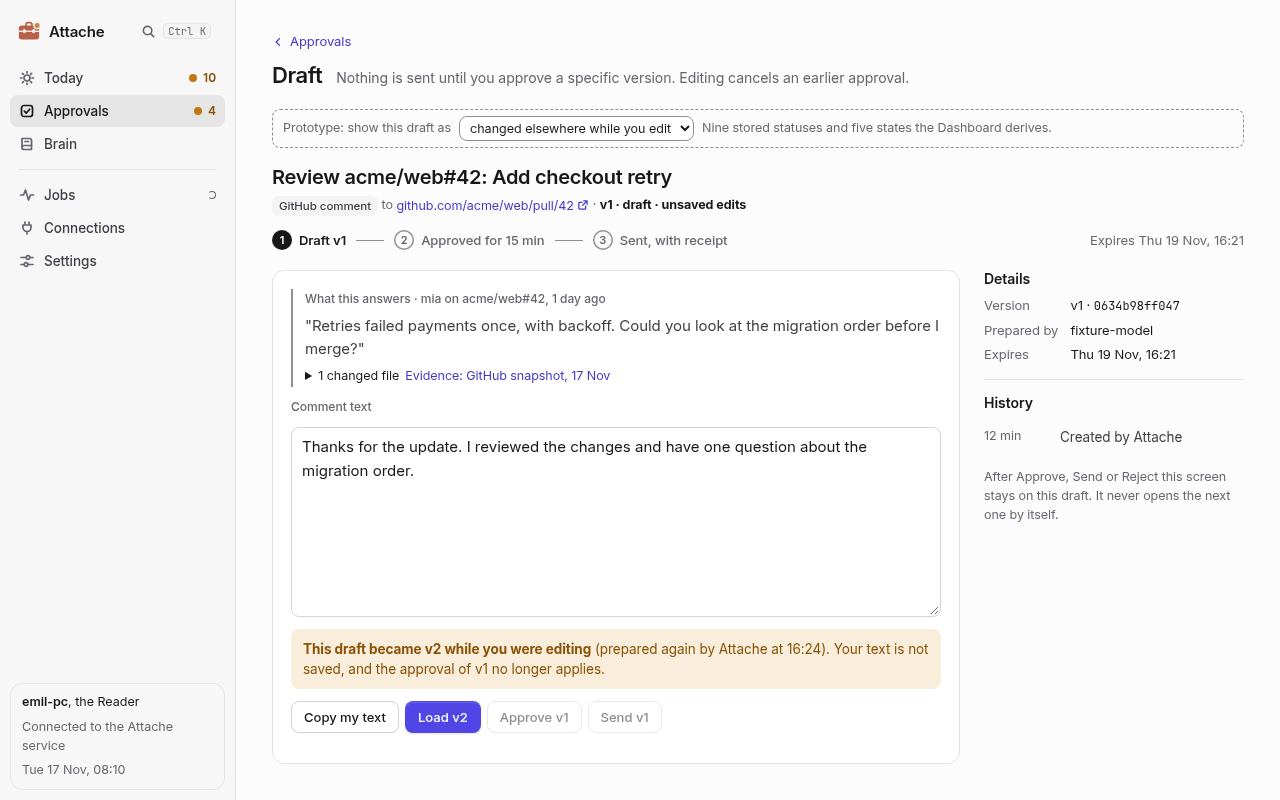 Attache
Ctrl K
Today
10
Approvals
4
Brain
Jobs
Connections
Settings
emil-pc, the Reader
Connected to the Attache
service
Tue 17 Nov, 08:10
Approvals
Draft
Nothing is sent until you approve a specific version. Editing cancels an earlier approval.
Prototype: show this draft as
changed elsewhere while you edit
Nine stored statuses and five states the Dashboard derives.
Review acme/web#42: Add checkout retry
GitHub comment to github.com/acme/web/pull/42 · v1 · draft · unsaved edits
1 Draft v1
2 Approved for 15 min
3 Sent, with receipt
Expires Thu 19 Nov, 16:21
What this answers · mia on acme/web#42, 1 day ago
"Retries failed payments once, with backoff. Could you look at the migration order before I
merge?"
1 changed file Evidence: GitHub snapshot, 17 Nov
Comment text
Thanks for the update. I reviewed the changes and have one question about the
migration order.
This draft became v2 while you were editing (prepared again by Attache at 16:24). Your text is not
saved, and the approval of v1 no longer applies.
Copy my text
Load v2
Approve v1
Send v1
Details
Version v1 · 0634b98ff047
Prepared by fixture-model
Expires Thu 19 Nov, 16:21
History
12 min Created by Attache
After Approve, Send or Reject this screen
stays on this draft. It never opens the next
one by itself.